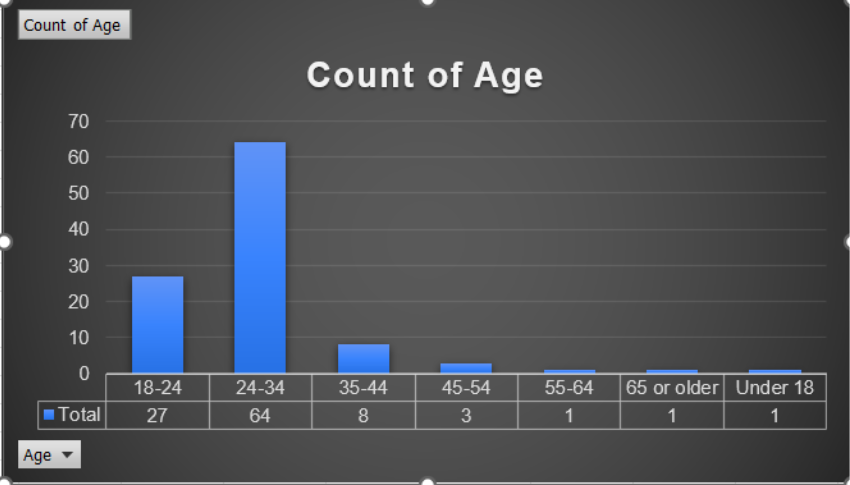 Count of Age
Count of Age
70
60
50
40
30
20
10
0
18-24 24-34 35-44 45-54 55-64 65 or older Under 18
Total 27 64 8 3 1 1 1
Age